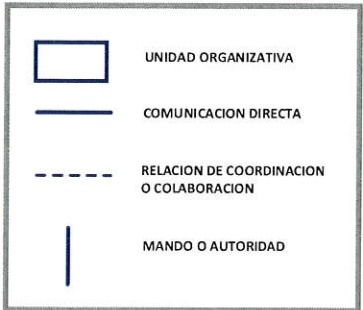 UNIDAD ORGANIZATIVA
COMUNICACION DIRECTA
RELACION DE COORDINACION
O COLABORACION
MANDO O AUTORIDAD